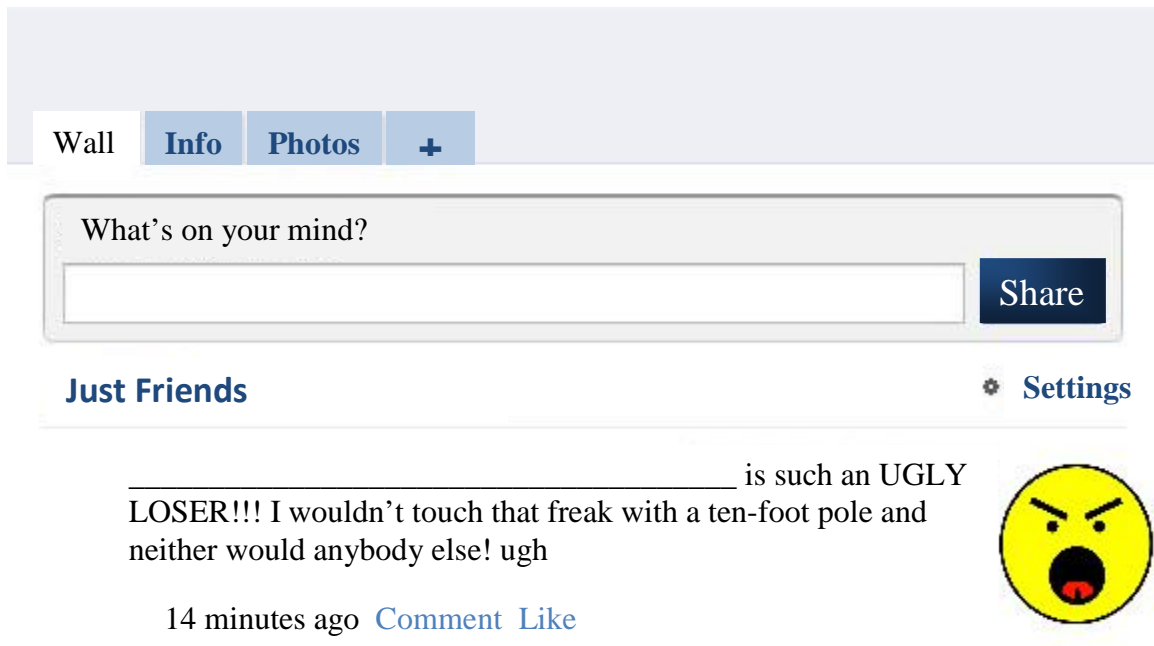 Wall Info Photos +
What’s on your mind?
Share
Just Friends Settings
______________________________________ is such an UGLY
LOSER!!! I wouldn’t touch that freak with a ten-foot pole and
neither would anybody else! ugh
14 minutes ago Comment Like